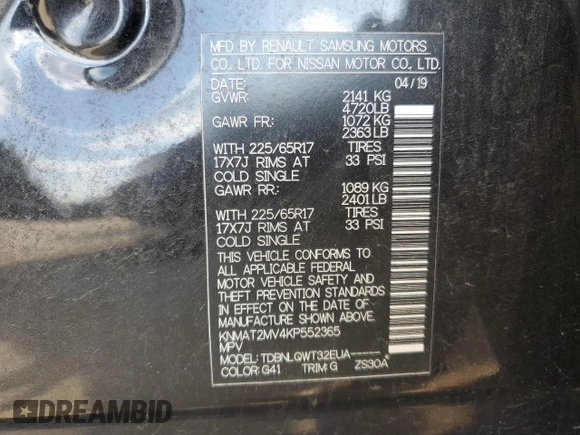 MFD BY RENAULT SAMSUNG MOTORS
CO., LTD. FOR NISSAN MOTOR CO., LTD.
DATE: 04/19
GVWR: 2141 KG
4720LB
GAWR FR: 1072 KG
2363LB
WITH 225/65R17 TIRES
17X7J RIMS AT 33 PSI
COLD SINGLE
GAWR RR: 1089 KG
2401LB
WITH 225/65R17 TIRES
17X7J RIMS AT 33 PSI
COLD SINGLE
THIS VEHICLE CONFORMS TO
ALL APPLICABLE FEDERAL
MOTOR VEHICLE SAFETY AND
THEFT PREVENTION STANDARDS
IN EFFECT ON THE DATE OF
MANUFACTURE SHOWN ABOVE.
KNMAT2MV4KP552365
MPV
MODEL: TDBNLQWT32EUA-----
COLOR: G41 TRIM G ZS30A
DREAMBID